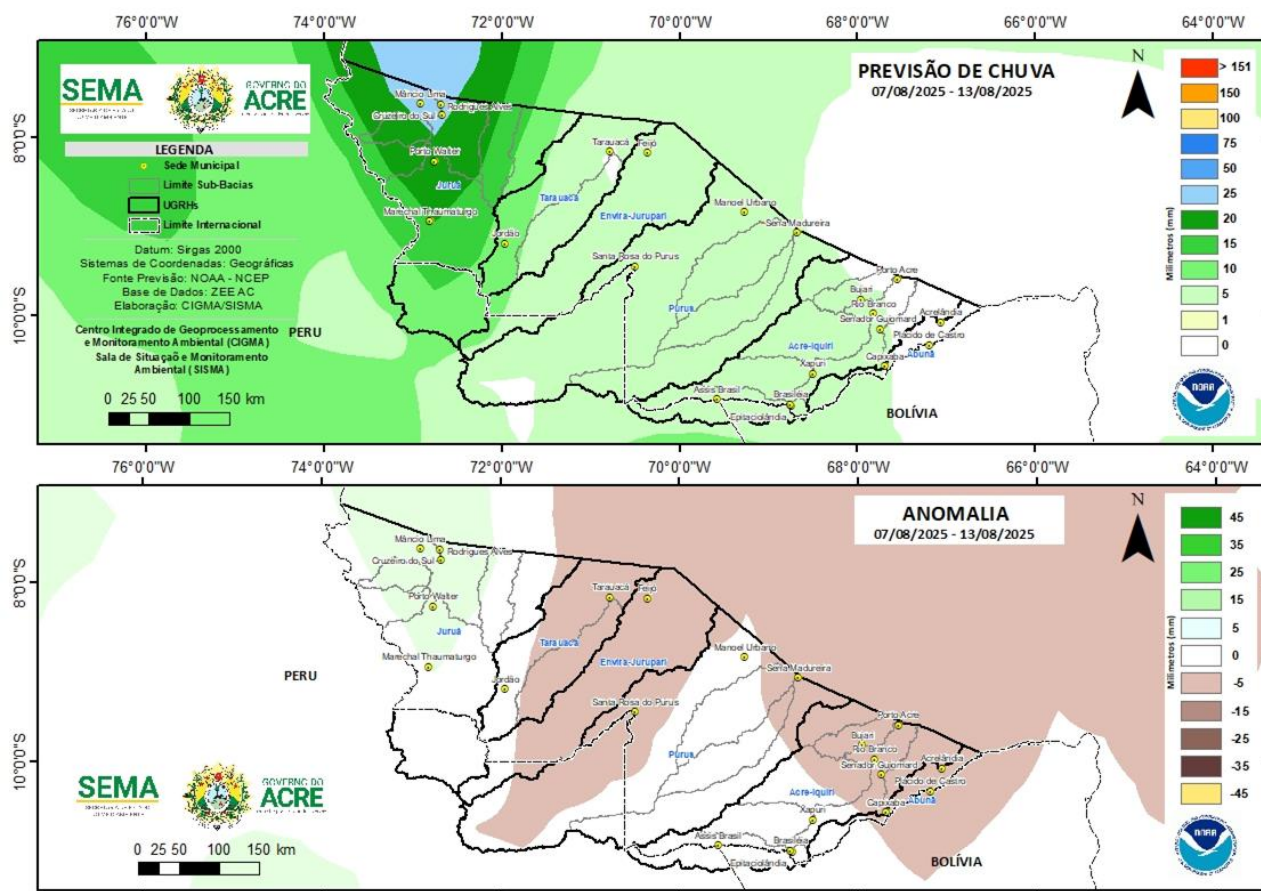 76°0'0"W 74°0'0"W 72°0'0"W 70°0'0"W 68°0'0"W 66°0'0"W 64°0'0"W
8°0'0"S
10°0'0"S
SEMA
GOVERNO DO
ACRE
LEGENDA
Sede Municipal
Limite Sub-Bacias
UGRHs
Limite Internacional
Datum: Sirgas 2000
Sistemas de Coordenadas: Geográficas
Fonte Previsão: NOAA - NCEP
Base de Dados: ZEE AC
Elaboração: CIGMA/SISMA
Centro Integrado de Geoprocessamento
e Monitoramento Ambiental (CIGMA)
Sala de Situação e Monitoramento
Ambiental (SISMA)
0 25 50 100 150 km
PREVISÃO DE CHUVA
07/08/2025 - 13/08/2025
N
Mâncio Lima
Rodrigues Alves
Cruzeiro do Sul
Porto Walter
Juruá
Marechal Thaumaturgo
Tarauacá
Feijó
Tarauacá
Envira-Jurupari
Jordão
Manoel Urbano
Sena Madureira
Santa Rosa do Purus
Purus
Porto Acre
Bujari
Rio Branco
Senador Guiomard
Acrelândia
Plácido de Castro
Acre-Iquiri
Abunã
Capixaba
Xapuri
Assis Brasil
Brasiléia
Epitaciolândia
PERU
BOLÍVIA
Milímetros (mm)
> 151
150
100
75
50
25
20
15
10
5
1
0
NOAA
76°0'0"W 74°0'0"W 72°0'0"W 70°0'0"W 68°0'0"W 66°0'0"W 64°0'0"W
8°0'0"S
10°0'0"S
ANOMALIA
07/08/2025 - 13/08/2025
N
Mâncio Lima
Rodrigues Alves
Cruzeiro do Sul
Porto Walter
Juruá
Marechal Thaumaturgo
Tarauacá
Feijó
Tarauacá
Envira-Jurupari
Jordão
Manoel Urbano
Sena Madureira
Santa Rosa do Purus
Purus
Porto Acre
Bujari
Rio Branco
Senador Guiomard
Acrelândia
Plácido de Castro
Acre-Iquiri
Abunã
Capixaba
Xapuri
Assis Brasil
Brasiléia
Epitaciolândia
PERU
BOLÍVIA
SEMA
GOVERNO DO
ACRE
0 25 50 100 150 km
Milímetros (mm)
45
35
25
15
5
0
-5
-15
-25
-35
-45
NOAA